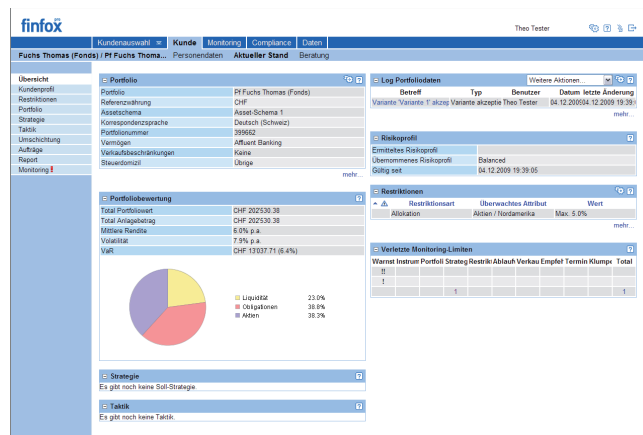 finfox pro
Theo Tester
Kundenauswahl Kunde Monitoring Compliance Daten
Fuchs Thomas (Fonds) / Pf Fuchs Thoma... Personendaten Aktueller Stand Beratung
Übersicht
Kundenprofil
Restriktionen
Portfolio
Strategie
Taktik
Umschichtung
Aufträge
Report
Monitoring !
Portfolio
Portfolio Pf Fuchs Thomas (Fonds)
Referenzwährung CHF
Assetschema Asset-Schema 1
Korrespondenzsprache Deutsch (Schweiz)
Portfolionummer 399662
Vermögen Affluent Banking
Verkaufsbeschränkungen Keine
Steuerdomizil Übrige
mehr...
Portfoliobewertung
Total Portfoliowert CHF 202'530.38
Total Anlagebetrag CHF 202'530.38
Mittlere Rendite 6.0% p.a.
Volatilität 7.9% p.a.
VaR CHF 13'037.71 (6.4%)
Liquidität 23.0%
Obligationen 38.8%
Aktien 38.3%
Strategie
Es gibt noch keine Soll-Strategie.
Taktik
Es gibt noch keine Taktik.
Log Portfoliodaten Weitere Aktionen...
Betreff Typ Benutzer Datum letzte Änderung
Variante 'Variante 1' akzep Variante akzeptie Theo Tester 04.12.2009 04.12.2009 19:39:
mehr...
Risikoprofil
Ermitteltes Risikoprofil
Übernommenes Risikoprofil Balanced
Gültig seit 04.12.2009 19:39:05
Restriktionen
Restriktionsart Überwachtes Attribut Wert
Allokation Aktien / Nordamerika Max. 5.0%
mehr...
Verletzte Monitoring-Limiten
Warnst Instrum Portfoli Strateg Restrik Ablaufv Verkau Empfeh Termin Klumpe Total
!!
!
1 1